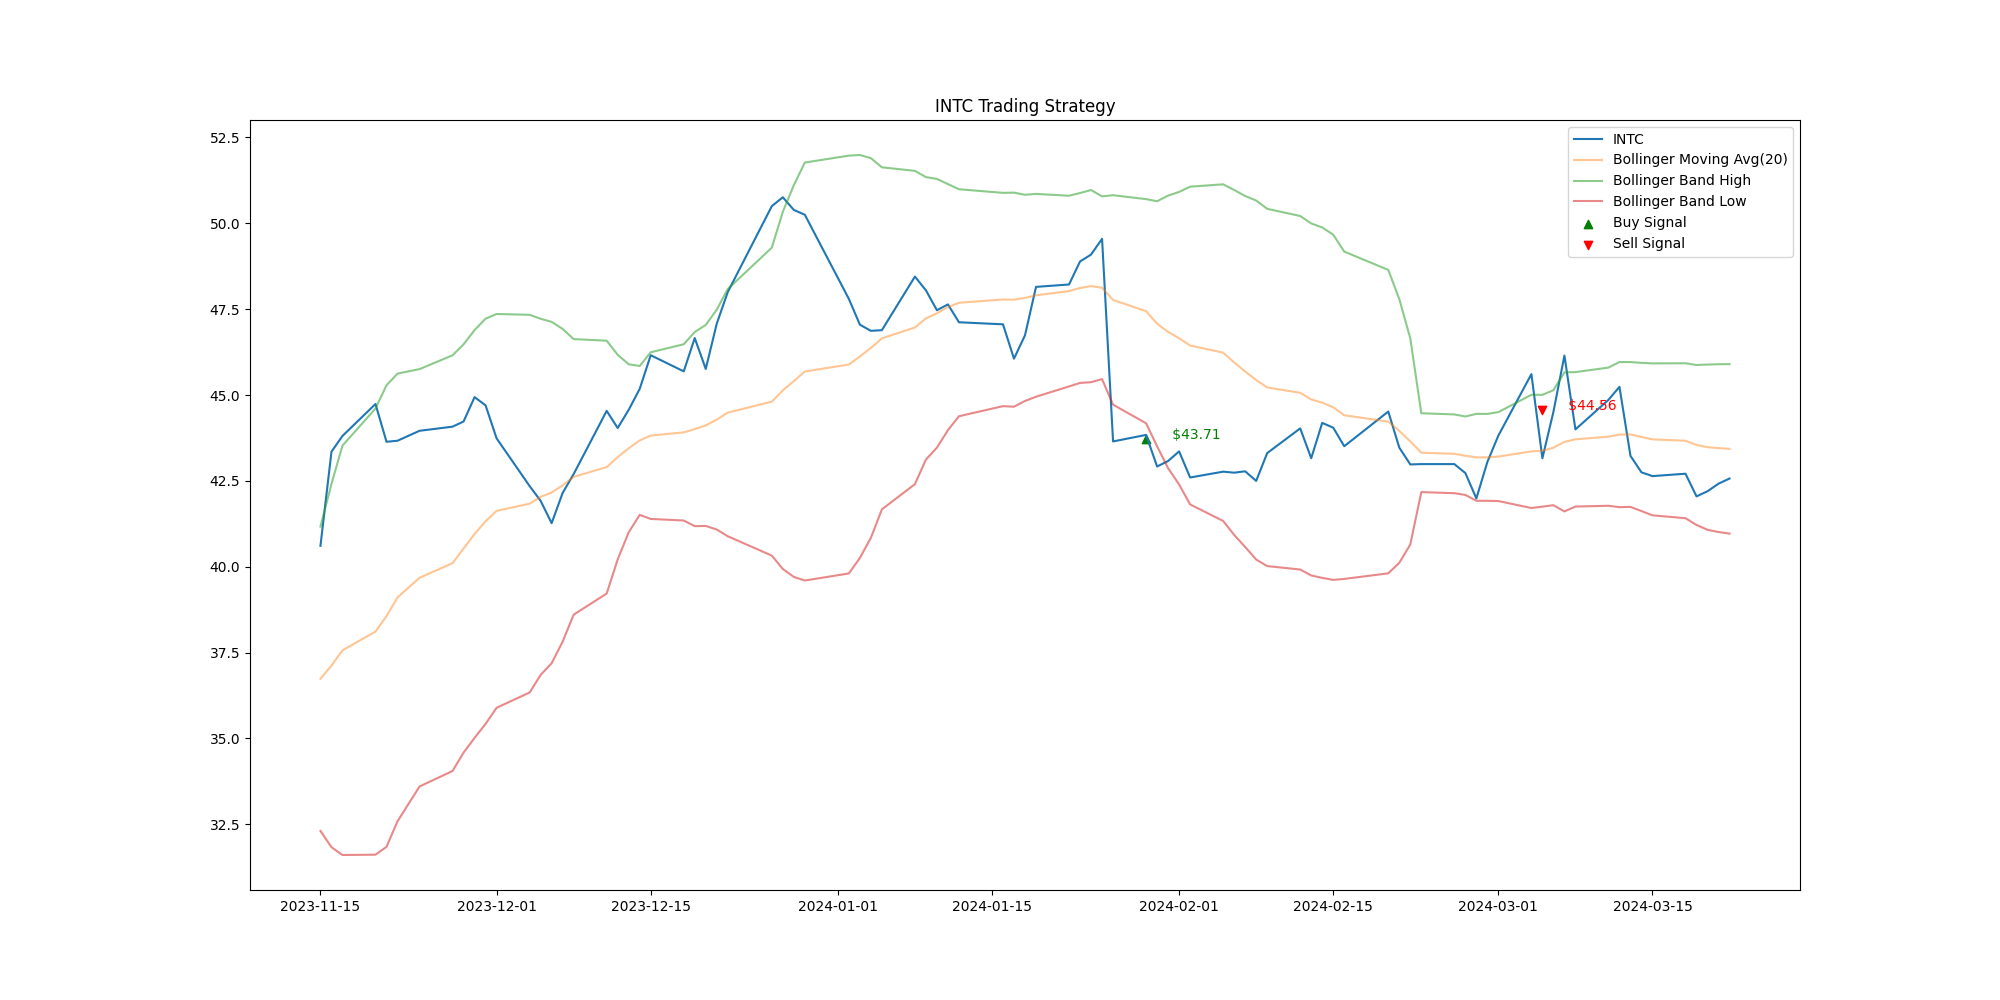 INTC Trading Strategy
52.5
50.0
47.5
45.0
42.5
40.0
37.5
35.0
32.5
INTC
Bollinger Moving Avg(20)
Bollinger Band High
Bollinger Band Low
Buy Signal
Sell Signal
$43.71
$44.56
2023-11-15
2023-12-01
2023-12-15
2024-01-01
2024-01-15
2024-02-01
2024-02-15
2024-03-01
2024-03-15